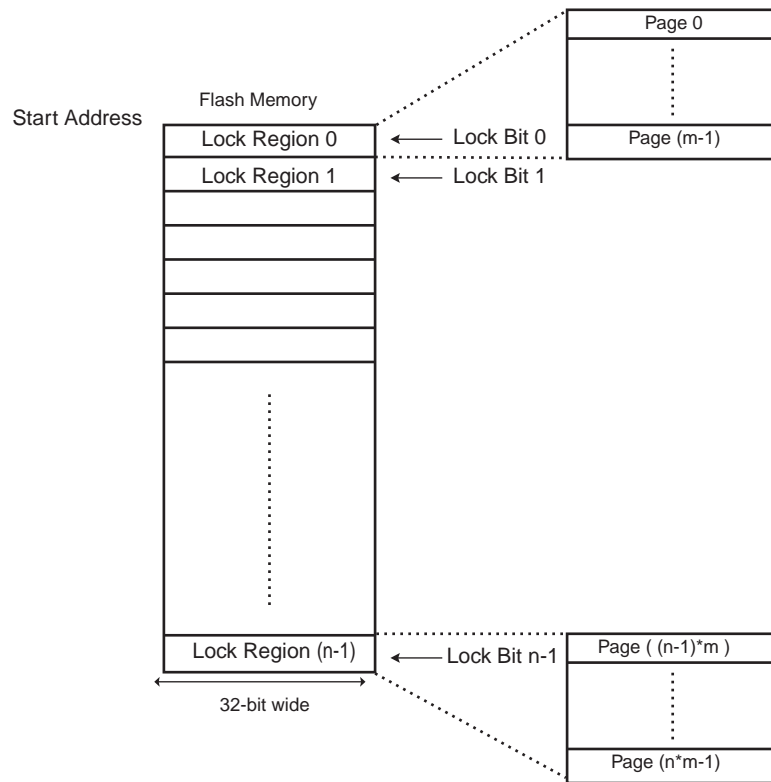 Page 0
Flash Memory
Start Address
Lock Region 0
Lock Bit 0
Page (m-1)
Lock Region 1
Lock Bit 1
Lock Region (n-1)
Lock Bit n-1
Page ( (n-1)*m )
32-bit wide
Page (n*m-1)